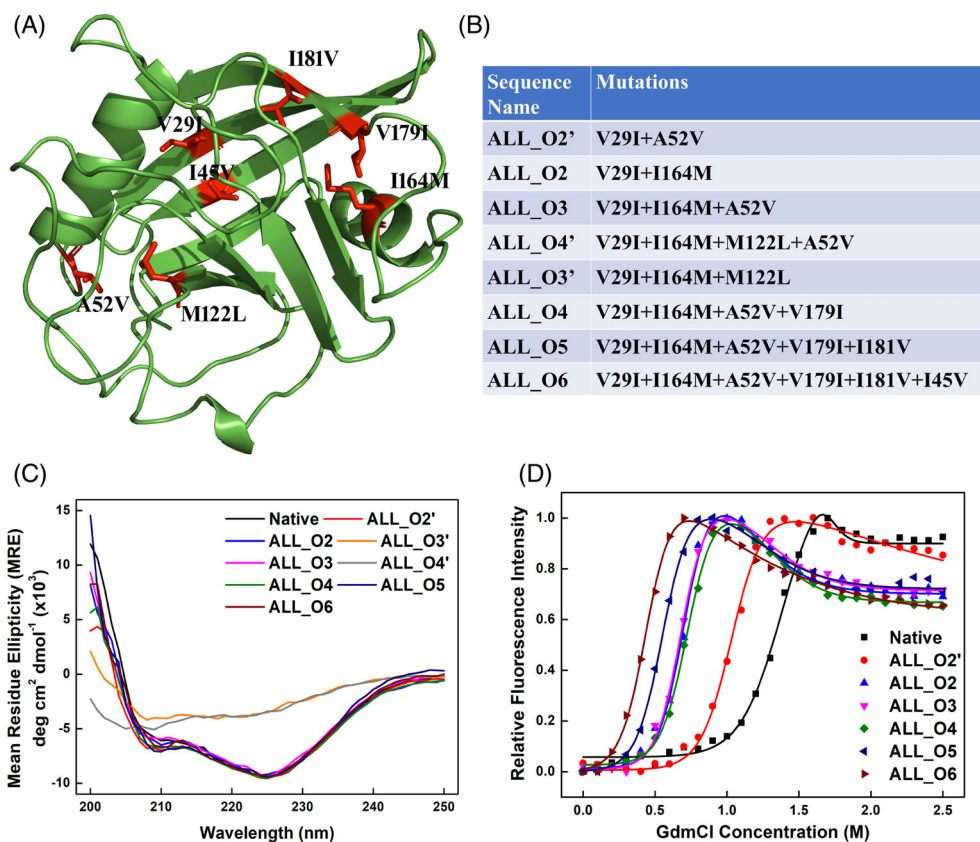 (A)
I181V
V29I
V179I
I45V
I164M
A52V
M122L
(B)
Sequence Name Mutations
ALL_O2' V29I+A52V
ALL_O2 V29I+I164M
ALL_O3 V29I+I164M+A52V
ALL_O4' V29I+I164M+M122L+A52V
ALL_O3' V29I+I164M+M122L
ALL_O4 V29I+I164M+A52V+V179I
ALL_O5 V29I+I164M+A52V+V179I+I181V
ALL_O6 V29I+I164M+A52V+V179I+I181V+I45V
(C)
Mean Residue Ellipticity (MRE)
deg cm² dmol⁻¹ (x10³)
15
10
5
0
-5
-10
Native ALL_O2'
ALL_O2 ALL_O3'
ALL_O3 ALL_O4'
ALL_O4 ALL_O5
ALL_O6
200 210 220 230 240 250
Wavelength (nm)
(D)
Relative Fluorescence Intensity
1.0
0.8
0.6
0.4
0.2
0.0
Native
ALL_O2'
ALL_O2
ALL_O3
ALL_O4
ALL_O5
ALL_O6
0.0 0.5 1.0 1.5 2.0 2.5
GdmCl Concentration (M)